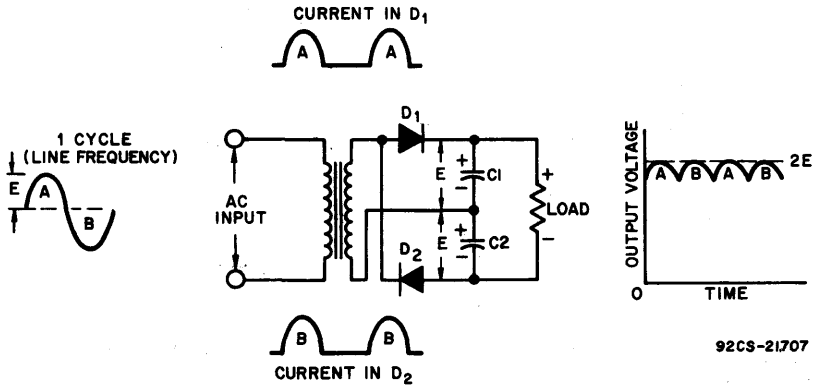 CURRENT IN D1
A A
1 CYCLE
(LINE FREQUENCY)
E
A
B
AC
INPUT
D1
E
+
−
C1
E
+
−
C2
D2
+
LOAD
−
OUTPUT VOLTAGE
A B A B
2E
O
TIME
B B
CURRENT IN D2
92CS-21707